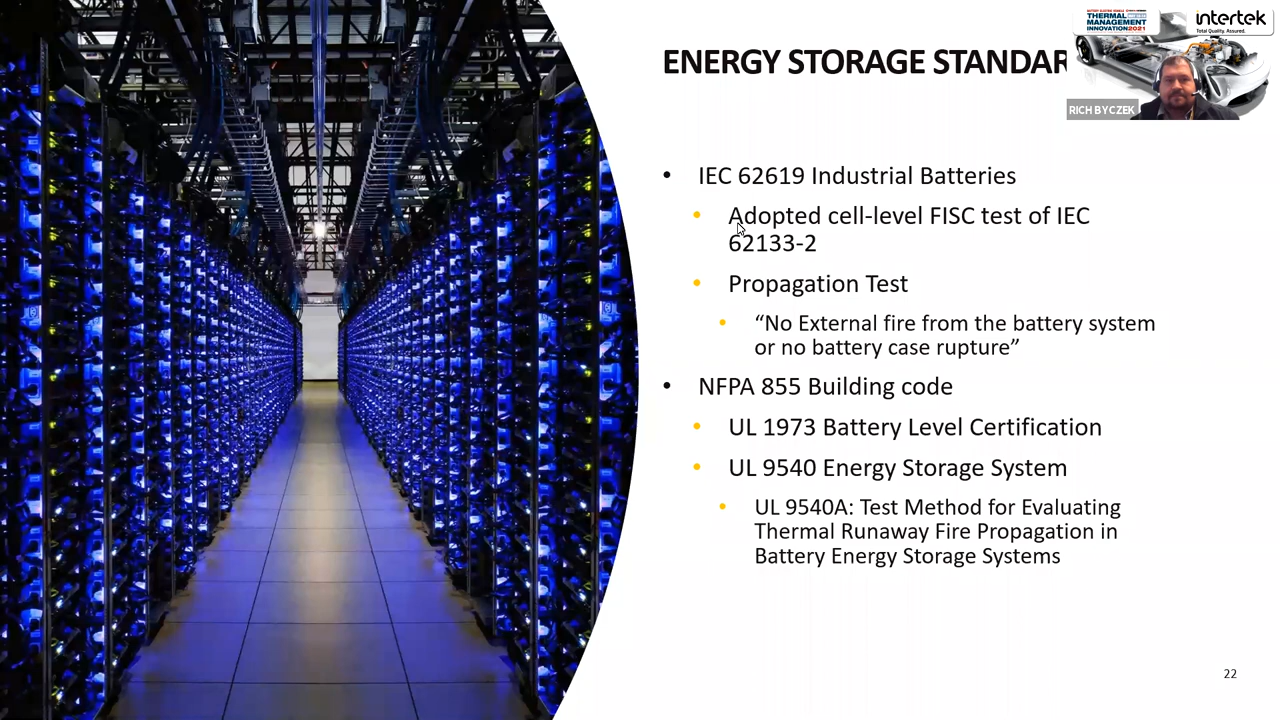 THERMAL
MANAGEMENT
INNOVATION2021
intertek
Total Quality. Assured.
ENERGY STORAGE STANDAR
RICH BYCZEK
• IEC 62619 Industrial Batteries
• Adopted cell-level FISC test of IEC
62133-2
• Propagation Test
• “No External fire from the battery system
or no battery case rupture”
• NFPA 855 Building code
• UL 1973 Battery Level Certification
• UL 9540 Energy Storage System
• UL 9540A: Test Method for Evaluating
Thermal Runaway Fire Propagation in
Battery Energy Storage Systems
22